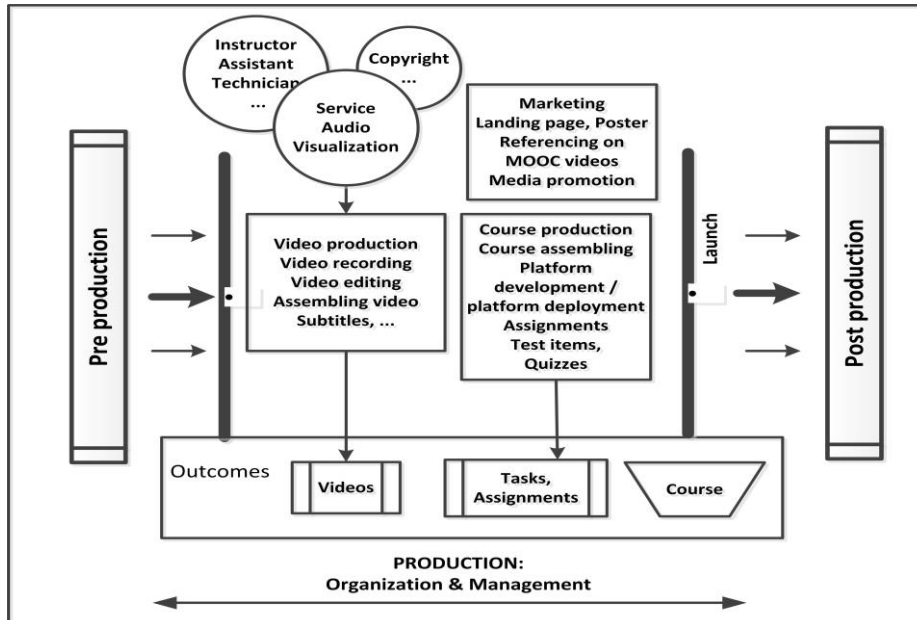 Instructor
Assistant
Technician
...
Copyright
...
Service
Audio
Visualization
Marketing
Landing page, Poster
Referencing on
MOOC videos
Media promotion
Pre production
Video production
Video recording
Video editing
Assembling video
Subtitles, ...
Course production
Course assembling
Platform
development /
platform deployment
Assignments
Test items,
Quizzes
Launch
Post production
Outcomes
Videos
Tasks,
Assignments
Course
PRODUCTION:
Organization & Management